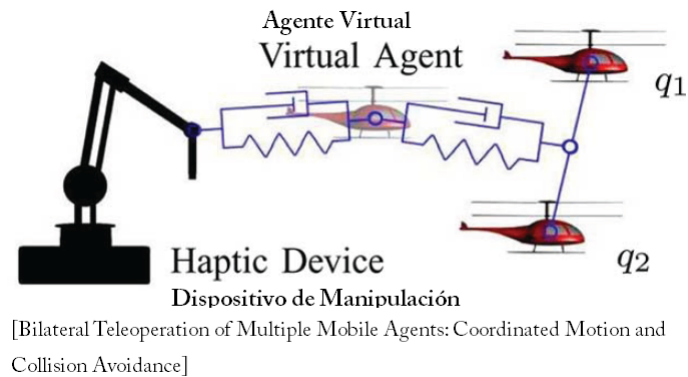 Agente Virtual
Virtual Agent
q1
Haptic Device
q2
Dispositivo de Manipulación
[Bilateral Teleoperation of Multiple Mobile Agents: Coordinated Motion and
Collision Avoidance]